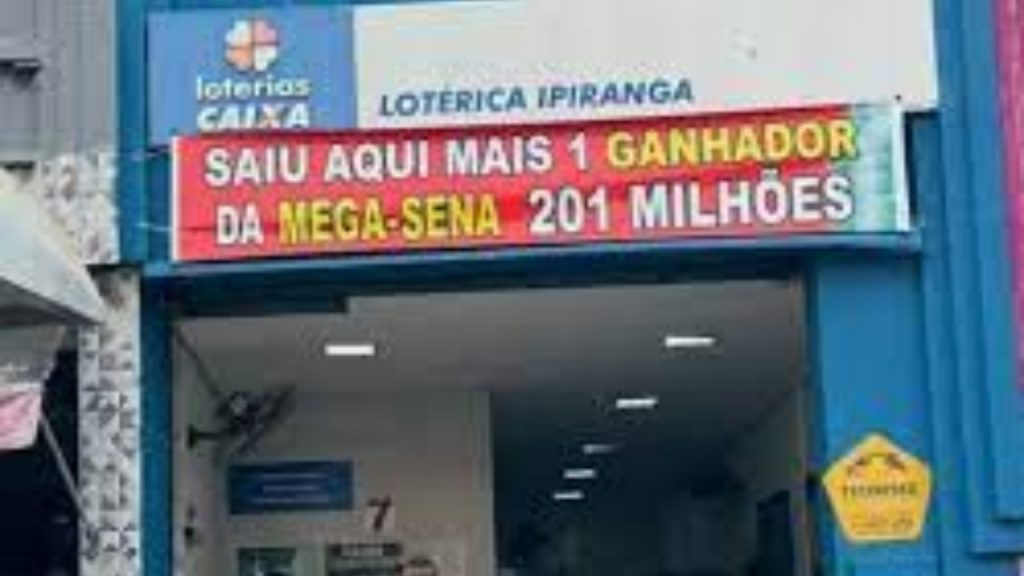 loterias
CAIXA
LOTÉRICA IPIRANGA
SAIU AQUI MAIS 1 GANHADOR
DA MEGA-SENA 201 MILHÕES
7